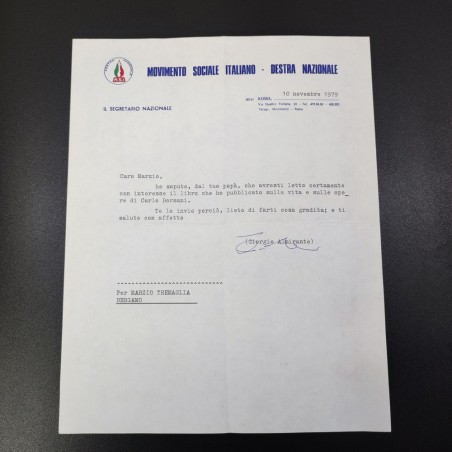 M.S.I.
MOVIMENTO SOCIALE ITALIANO - DESTRA NAZIONALE
IL SEGRETARIO NAZIONALE
ROMA, 10 novembre 1979
Caro Marzio,
ho saputo, dal tuo papà, che avresti letto certamente
con interesse il libro che ho pubblicato sulla vita e sulle ope
re di Carlo Borsani.
Te lo invio perciò, lieto di farti cosa gradita; e ti
saluto con affetto
(Giorgio Almirante)
Per MARZIO TREMAGLIA
BERGAMO